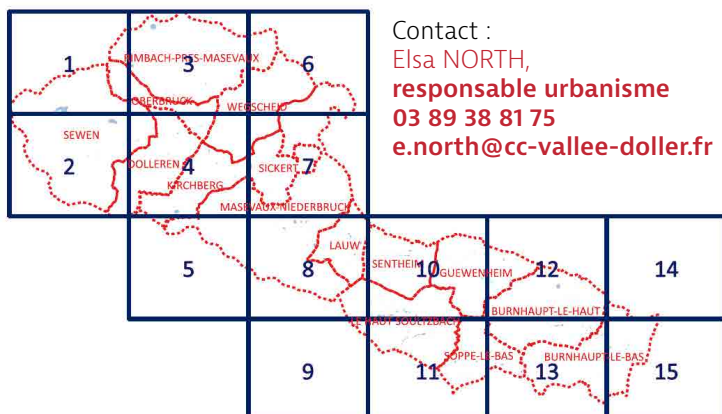 Contact :
Elsa NORTH,
responsable urbanisme
03 89 38 81 75
e.north@cc-vallee-doller.fr
1
3
6
RIMBACH-PRES-MASEVAUX
OBERBRUCK
WEGSCHEID
SEWEN
2
DOLLEREN
4
SICKERT
7
KIRCHBERG
MASEVAUX-NIEDERBRUCK
5
8
LAUW
SENTHEIM
10
GUEWENHEIM
12
14
BURNHAUPT-LE-HAUT
LE HAUT SOULTZBACH
SOPPE-LE-BAS
BURNHAUPT-LE-BAS
9
11
13
15